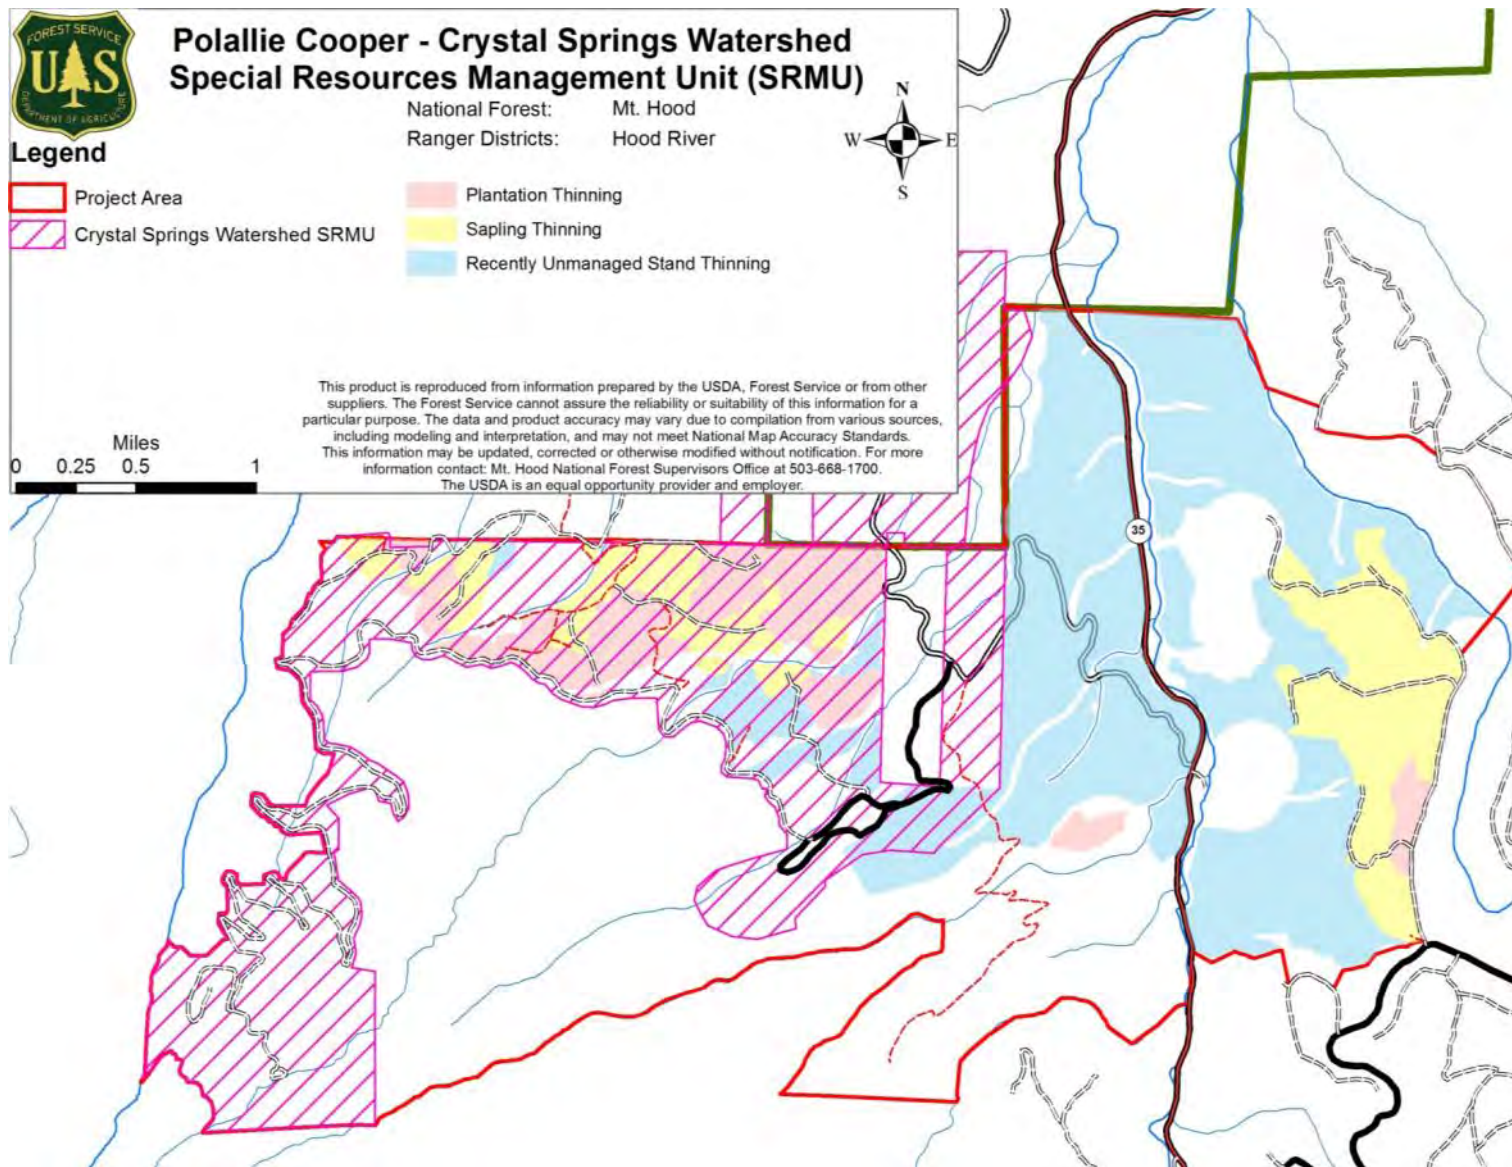 FOREST SERVICE
U S
DEPARTMENT OF AGRICULTURE
Polallie Cooper - Crystal Springs Watershed
Special Resources Management Unit (SRMU)
National Forest: Mt. Hood
Ranger Districts: Hood River
N
W E
S
Legend
Project Area
Crystal Springs Watershed SRMU
Plantation Thinning
Sapling Thinning
Recently Unmanaged Stand Thinning
This product is reproduced from information prepared by the USDA, Forest Service or from other
suppliers. The Forest Service cannot assure the reliability or suitability of this information for a
particular purpose. The data and product accuracy may vary due to compilation from various sources,
including modeling and interpretation, and may not meet National Map Accuracy Standards.
This information may be updated, corrected or otherwise modified without notification. For more
information contact: Mt. Hood National Forest Supervisors Office at 503-668-1700.
The USDA is an equal opportunity provider and employer.
Miles
0 0.25 0.5 1
35